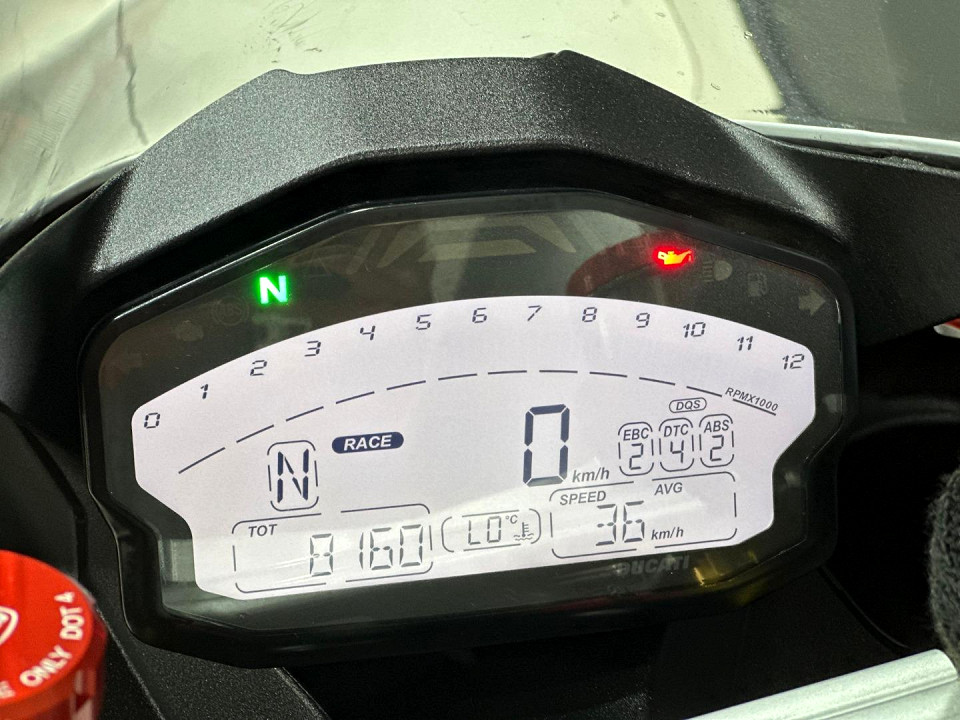 N
0 1 2 3 4 5 6 7 8 9 10 11 12
RPMX1000
DQS
N RACE 0 km/h EBC 2 DTC 4 ABS 2
TOT 8160
LO °C
SPEED AVG
36 km/h
DUCATI
ONLY DOT 4